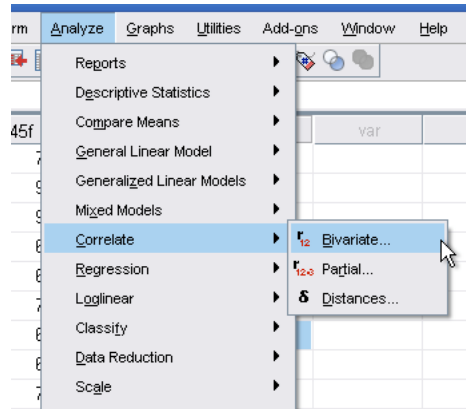 rm Analyze Graphs Utilities Add-ons Window Help
Reports
Descriptive Statistics
45f Compare Means var
General Linear Model
Generalized Linear Models
Mixed Models
Correlate r12 Bivariate...
Regression r12•3 Partial...
Loglinear δ Distances...
Classify
Data Reduction
Scale